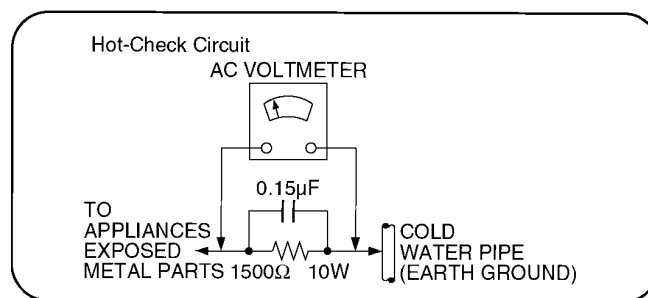 Hot-Check Circuit
AC VOLTMETER
0.15µF
TO
APPLIANCES
EXPOSED
METAL PARTS
1500Ω 10W
COLD
WATER PIPE
(EARTH GROUND)